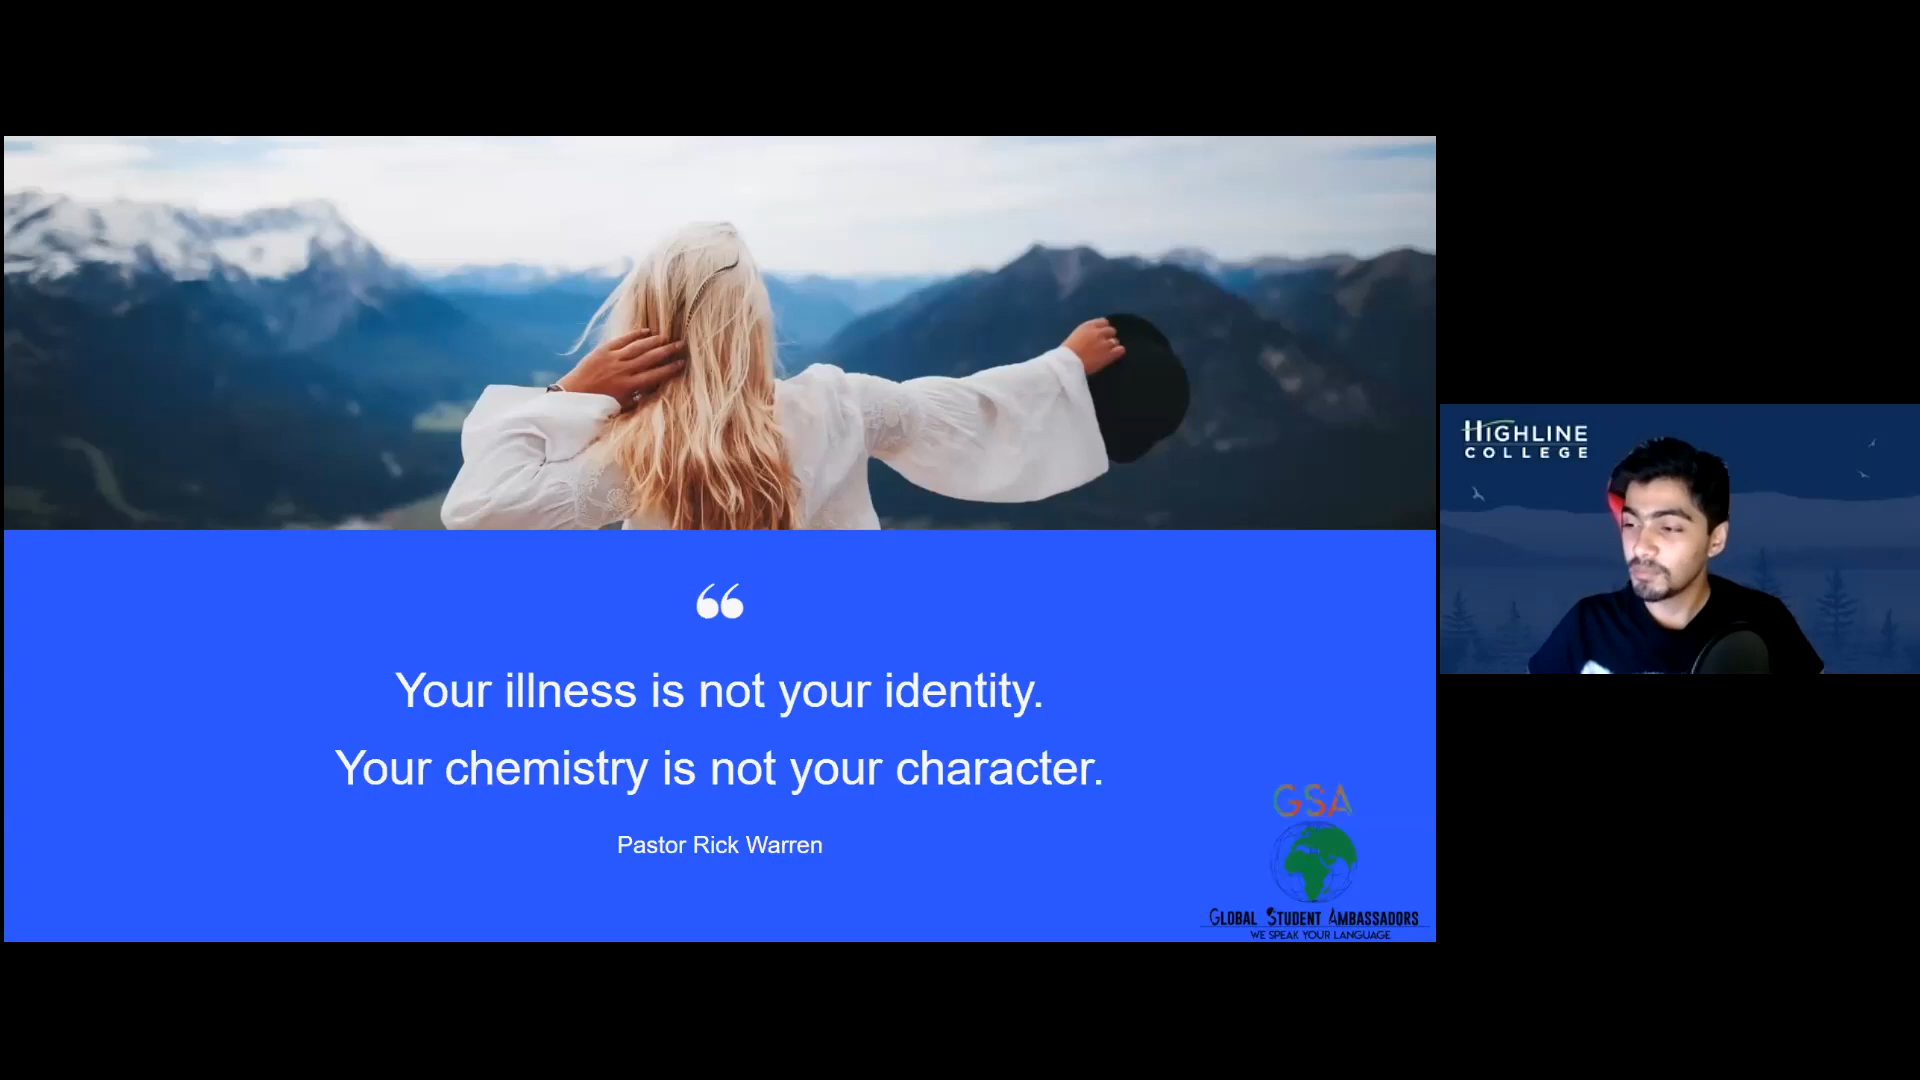 ❝
Your illness is not your identity.
Your chemistry is not your character.
Pastor Rick Warren
GSA
GLOBAL STUDENT AMBASSADORS
WE SPEAK YOUR LANGUAGE
HIGHLINE
COLLEGE